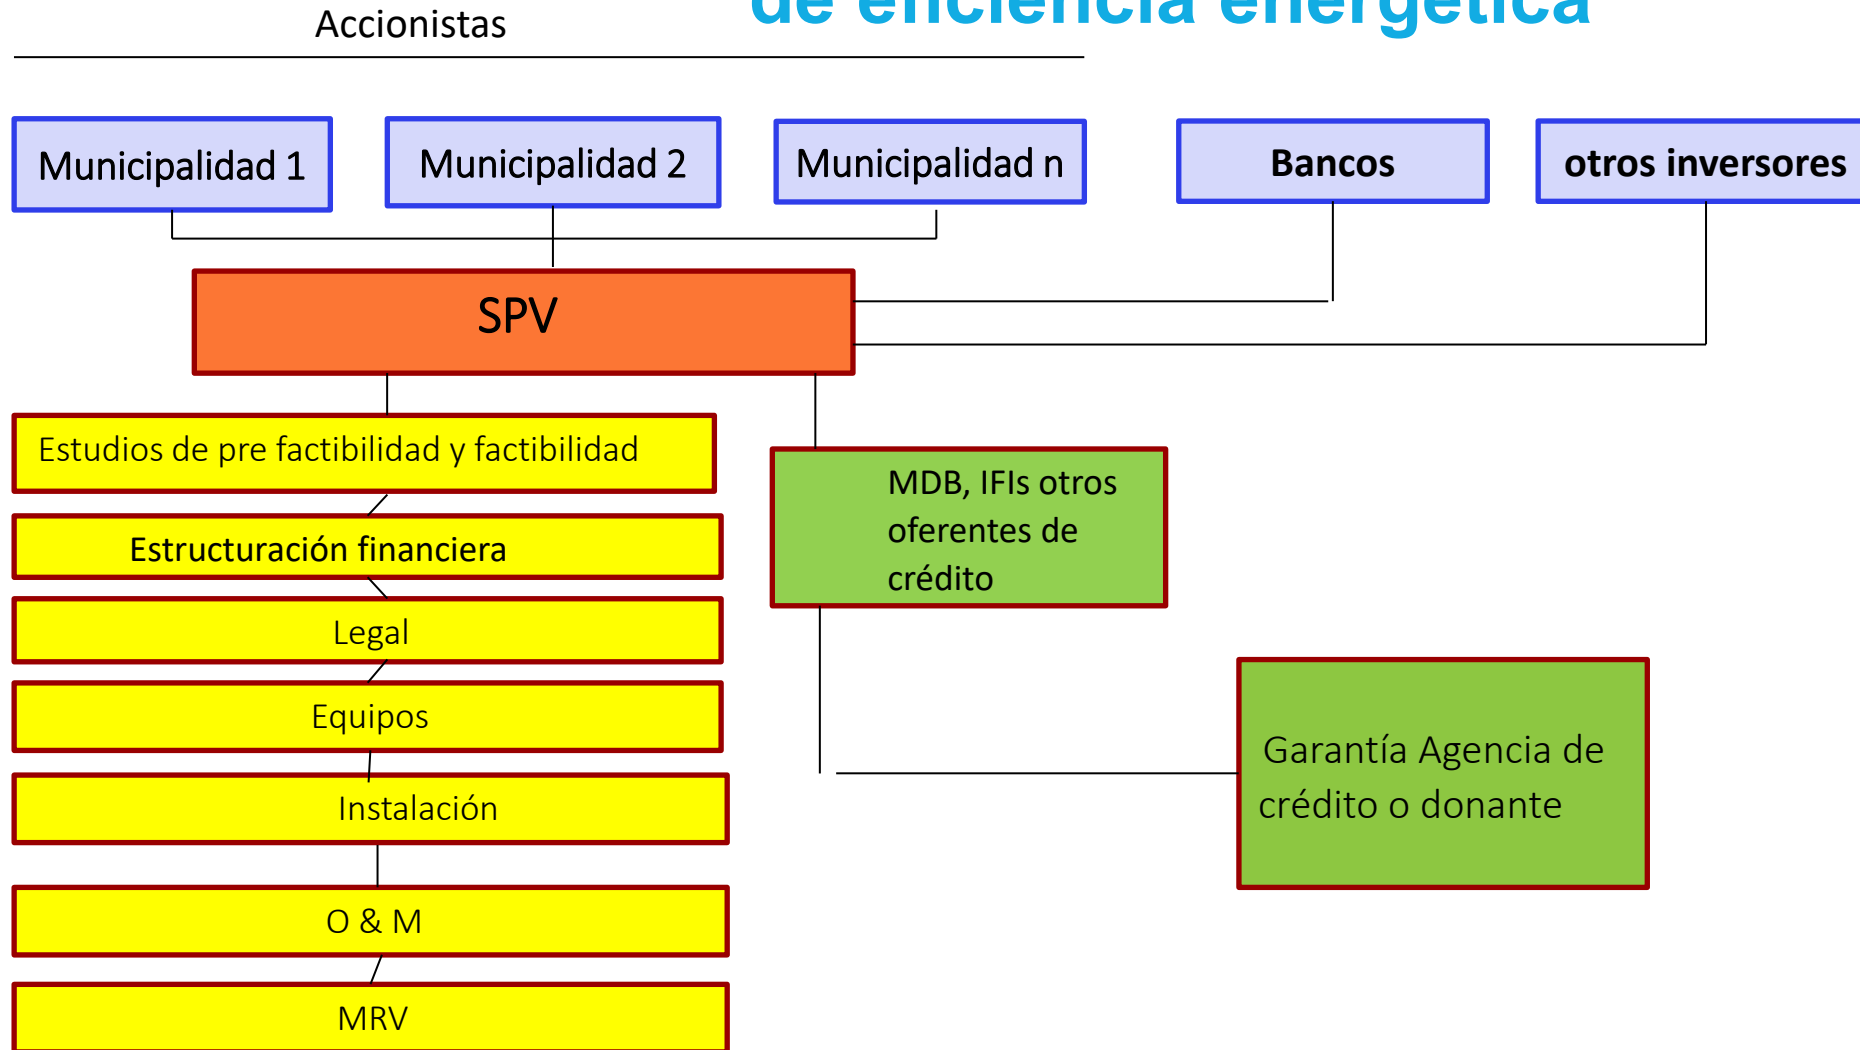 de eficiencia energética
Accionistas
Municipalidad 1
Municipalidad 2
Municipalidad n
Bancos
otros inversores
SPV
Estudios de pre factibilidad y factibilidad
MDB, IFIs otros
oferentes de
crédito
Estructuración financiera
Legal
Equipos
Garantía Agencia de
crédito o donante
Instalación
O & M
MRV